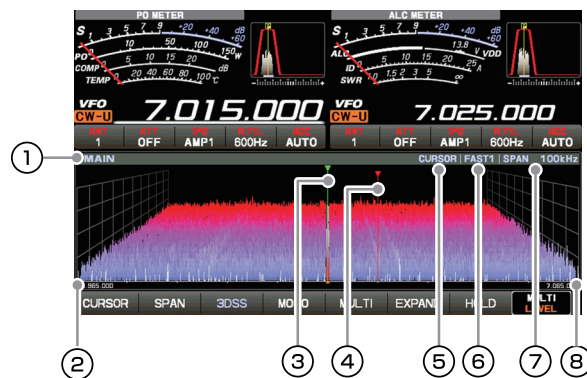 PO METER
ALC METER
S 1 3 5 7 9 +20 +40 dB +60
PO 0 10 50 100 150 W
COMP 0 5 10 15 20 dB
TEMP 0 20 40 60 80 100 °C
S 1 3 5 7 9 +20 +40 dB +60
ALC 13.8 V VDD
ID 0 5 10 15 20 25 A
SWR 1 1.5 2 3 5 ∞
VFO
CW-U
7.015.000
VFO
CW-U
7.025.000
ANT
1
ATT
OFF
IPO
AMP1
R.FIL
600Hz
AGC
AUTO
ANT
1
ATT
OFF
IPO
AMP1
R.FIL
600Hz
AGC
AUTO
① MAIN
CURSOR | FAST1 | SPAN 100kHz
③ ④ ⑤ ⑥ ⑦
6.965.000
7.065.0
CURSOR
SPAN
3DSS
MONO
MULTI
EXPAND
HOLD
MULTI
LEVEL
② ⑧